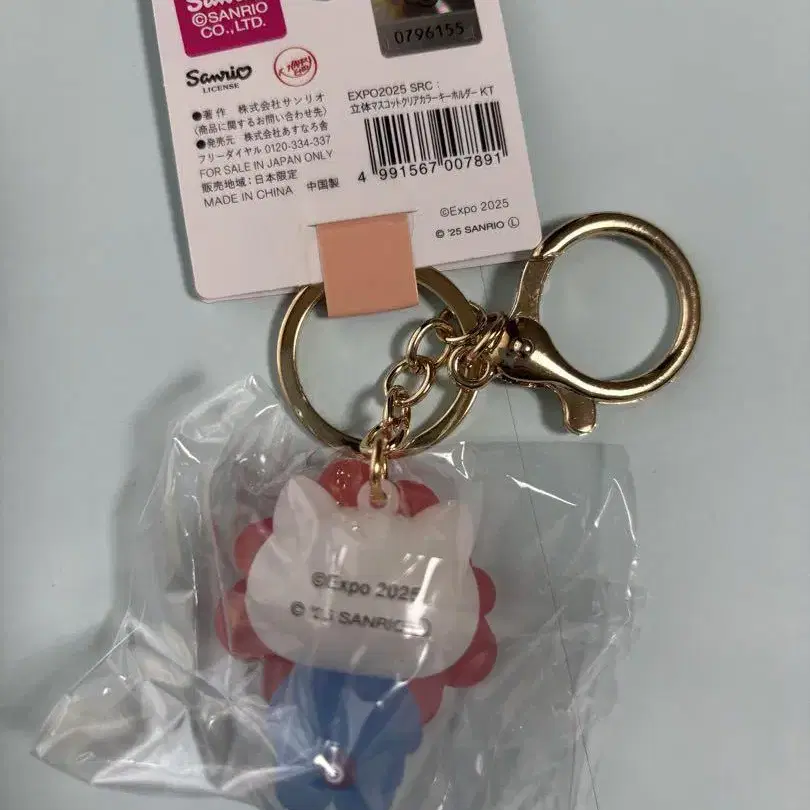 ©SANRIO
CO.,LTD.
0796155
Sanrio
LICENSE
HAPPY
●著作 株式会社サンリオ
〈商品に関するお問い合わせ先〉
●発売元 株式会社あすなろ舎
フリーダイヤル 0120-334-337
FOR SALE IN JAPAN ONLY
販売地域：日本限定
MADE IN CHINA 中国製
EXPO2025 SRC：
立体マスコットクリアカラーキーホルダー KT
4 991567 007891
©Expo 2025
© '25 SANRIO Ⓛ
©Expo 2025
© '25 SANRIO Ⓛ